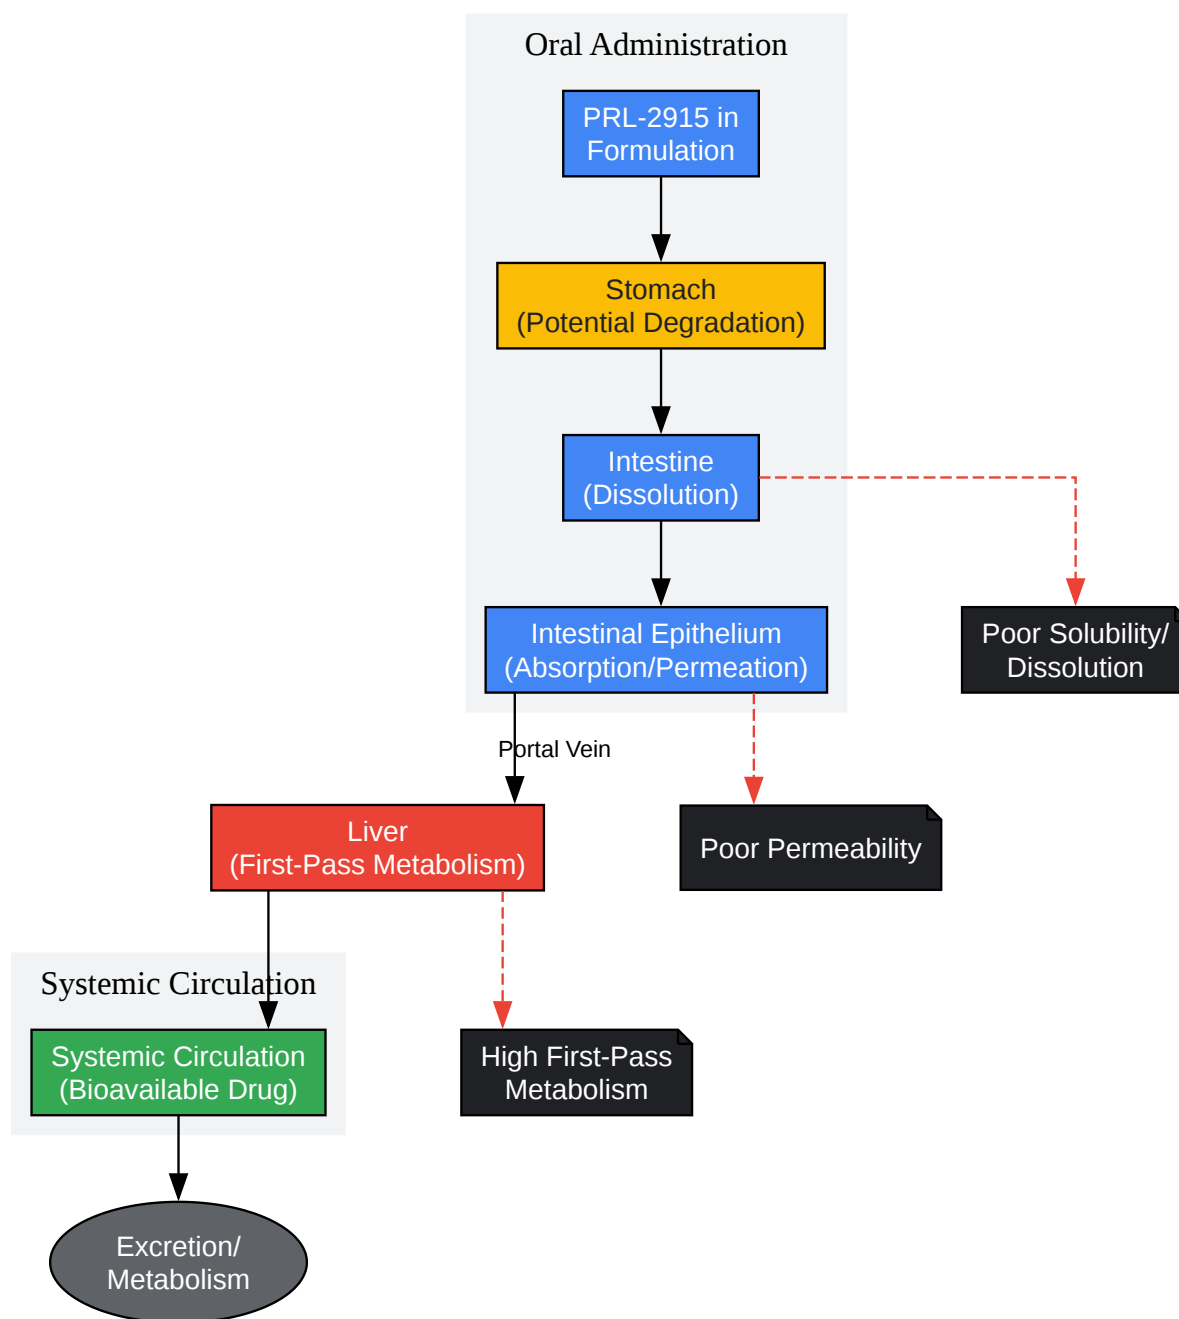 Oral Administration
PRL-2915 in
Formulation
Stomach
(Potential Degradation)
Intestine
(Dissolution)
Intestinal Epithelium
(Absorption/Permeation)
Poor Solubility/
Dissolution
Portal Vein
Liver
(First-Pass Metabolism)
Poor Permeability
Systemic Circulation
Systemic Circulation
(Bioavailable Drug)
High First-Pass
Metabolism
Excretion/
Metabolism